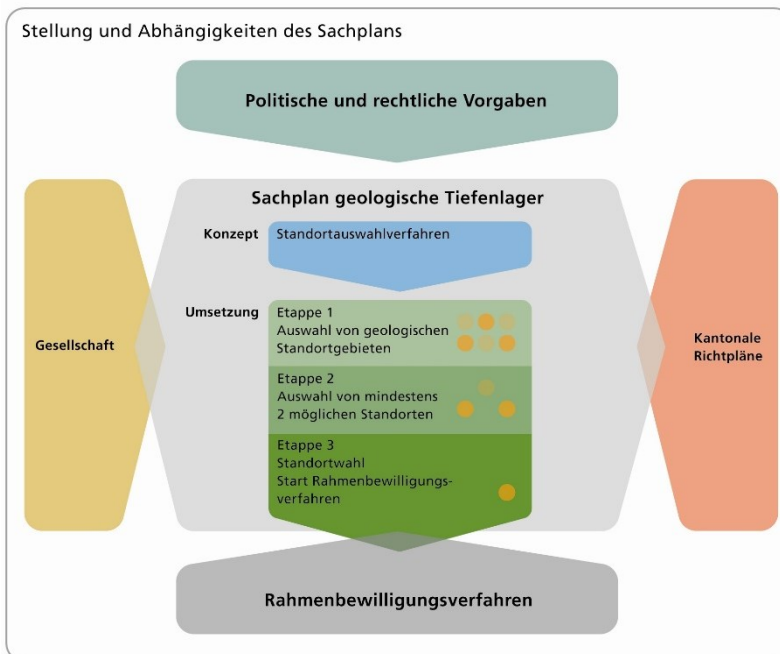 Stellung und Abhängigkeiten des Sachplans
Politische und rechtliche Vorgaben
Sachplan geologische Tiefenlager
Konzept
Standortauswahlverfahren
Umsetzung
Etappe 1
Auswahl von geologischen
Standortgebieten
Etappe 2
Auswahl von mindestens
2 möglichen Standorten
Etappe 3
Standortwahl
Start Rahmenbewilligungs-
verfahren
Gesellschaft
Kantonale
Richtpläne
Rahmenbewilligungsverfahren